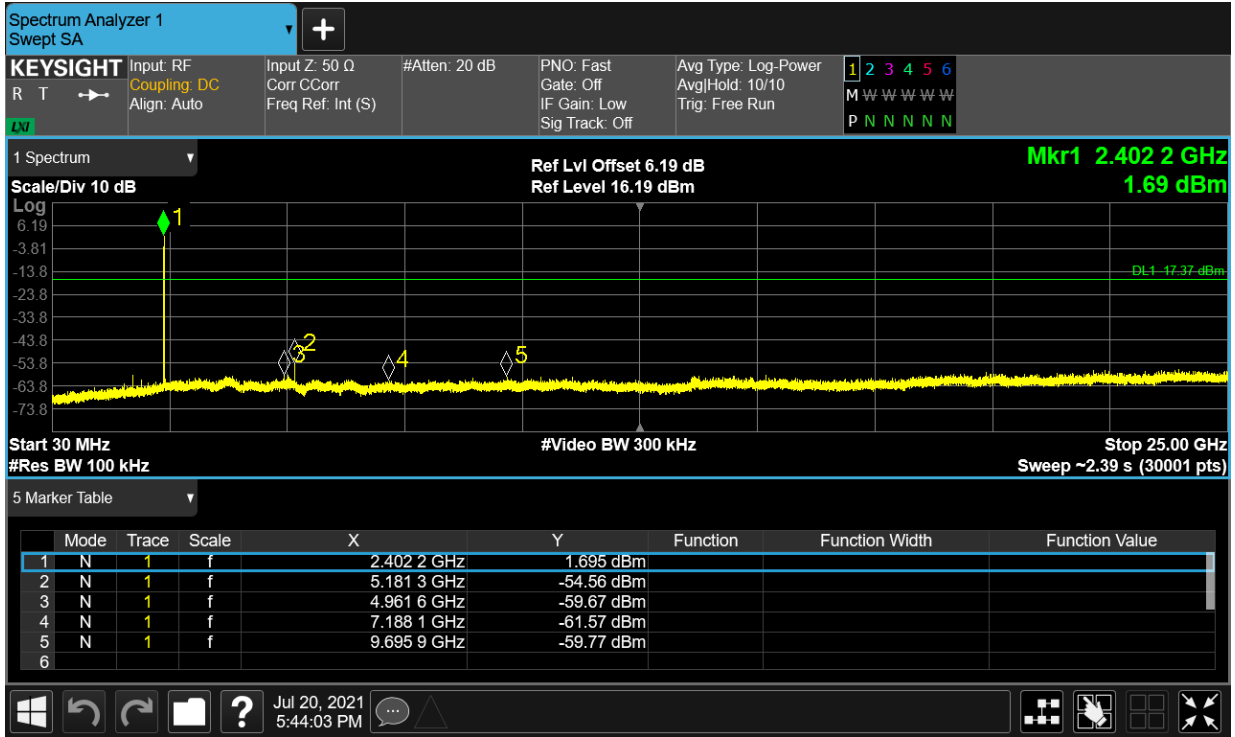 Spectrum Analyzer 1
Swept SA
+
KEYSIGHT
R T
LXI
Input: RF
Coupling: DC
Align: Auto
Input Z: 50 Ω
Corr CCorr
Freq Ref: Int (S)
#Atten: 20 dB
PNO: Fast
Gate: Off
IF Gain: Low
Sig Track: Off
Avg Type: Log-Power
Avg|Hold: 10/10
Trig: Free Run
1 2 3 4 5 6
M W W W W W
P N N N N N
1 Spectrum
Ref Lvl Offset 6.19 dB
Mkr1 2.402 2 GHz
Scale/Div 10 dB
Ref Level 16.19 dBm
1.69 dBm
Log
1
6.19
-3.81
-13.8
DL1 -17.37 dBm
-23.8
-33.8
-43.8
2
3
4
5
-53.8
-63.8
-73.8
Start 30 MHz
#Video BW 300 kHz
Stop 25.00 GHz
#Res BW 100 kHz
Sweep ~2.39 s (30001 pts)
5 Marker Table
Mode Trace Scale X Y Function Function Width Function Value
1 N 1 f 2.402 2 GHz 1.695 dBm
2 N 1 f 5.181 3 GHz -54.56 dBm
3 N 1 f 4.961 6 GHz -59.67 dBm
4 N 1 f 7.188 1 GHz -61.57 dBm
5 N 1 f 9.695 9 GHz -59.77 dBm
6
?
Jul 20, 2021
5:44:03 PM